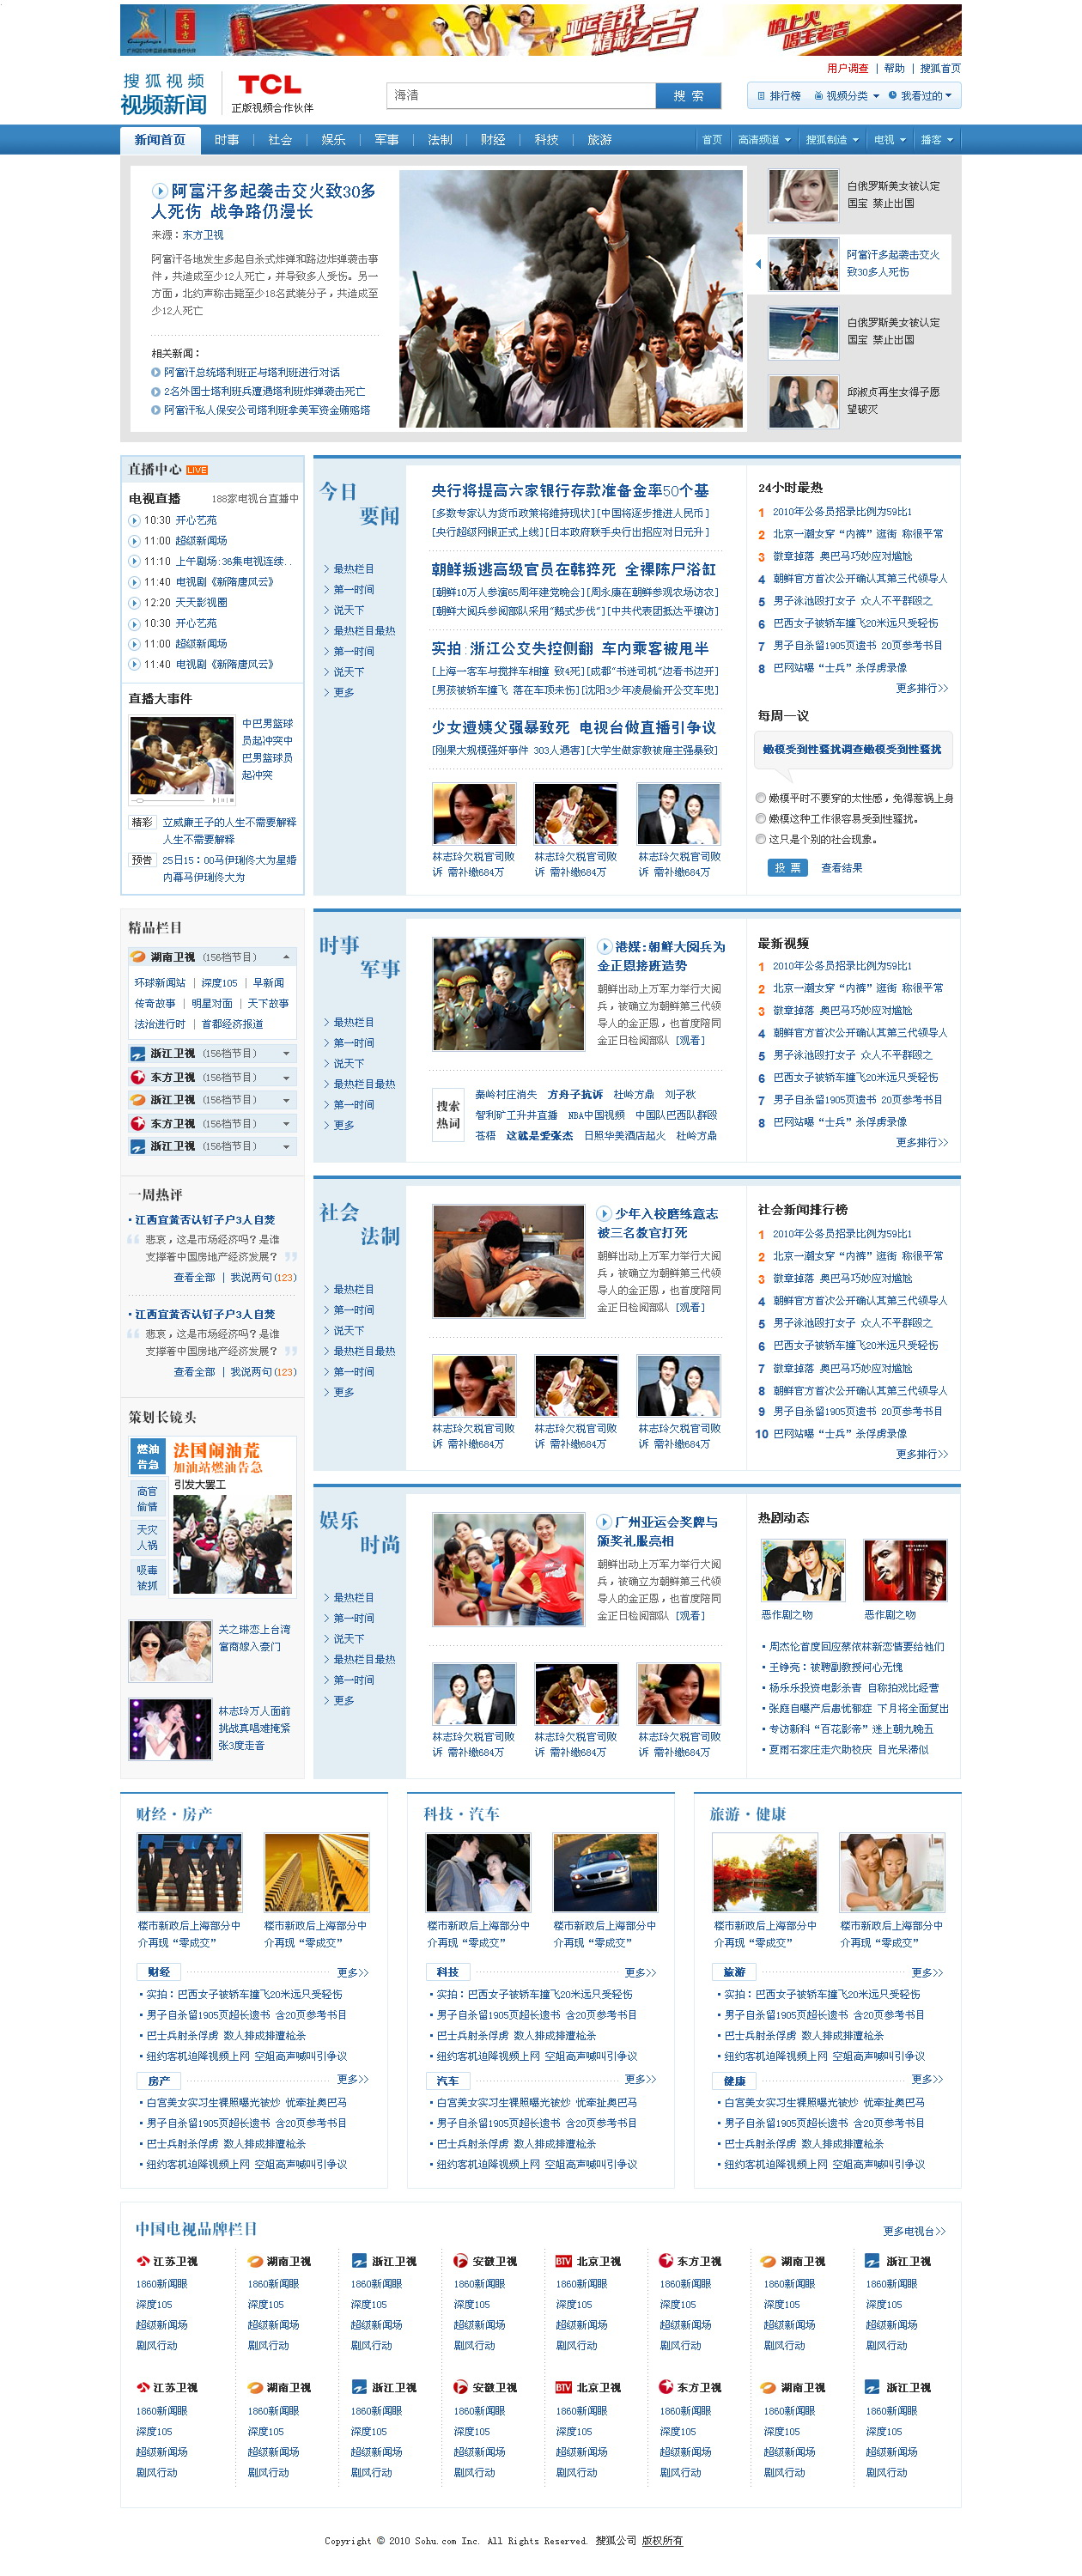 亚运有我
精彩之吉
怕上火
喝王老吉
用户调查 | 帮助 | 搜狐首页
搜狐视频
视频新闻
TCL
正版视频合作伙伴
海清
搜 索
排行榜 视频分类 我看过的
新闻首页 时事 社会 娱乐 军事 法制 财经 科技 旅游
首页 高清频道 搜狐制造 电视 播客
阿富汗多起袭击交火致30多
人死伤 战争路仍漫长
来源：东方卫视
阿富汗各地发生多起自杀式炸弹和路边炸弹袭击事
件，共造成至少12人死亡，并导致多人受伤。另一
方面，北约声称击毙至少18名武装分子，共造成至
少12人死亡
相关新闻：
阿富汗总统塔利班正与塔利班进行对话
2名外国士塔利班兵遭遇塔利班炸弹袭击死亡
阿富汗私人保安公司塔利班拿美军资金贿赂塔
白俄罗斯美女被认定
国宝 禁止出国
阿富汗多起袭击交火
致30多人死伤
白俄罗斯美女被认定
国宝 禁止出国
邱淑贞再生女得子愿
望破灭
直播中心 LIVE
电视直播 188家电视台直播中
10:30 开心艺苑
11:00 超级新闻场
11:10 上午剧场:36集电视连续..
11:40 电视剧《新隋唐风云》
12:20 天天影视圈
10:30 开心艺苑
11:00 超级新闻场
11:40 电视剧《新隋唐风云》
直播大事件
中巴男篮球
员起冲突中
巴男篮球员
起冲突
精彩 立威廉王子的人生不需要解释
人生不需要解释
预告 25日15：00马伊琍佟大为星播
内幕马伊琍佟大为
今日
要闻
最热栏目
第一时间
说天下
最热栏目最热
第一时间
说天下
更多
央行将提高六家银行存款准备金率50个基
[多数专家认为货币政策将维持现状][中国将逐步推进人民币]
[央行超级网银正式上线][日本政府联手央行出招应对日元升]
朝鲜叛逃高级官员在韩猝死 全裸陈尸浴缸
[朝鲜10万人参演65周年建党晚会][周永康在朝鲜参观农场访农]
[朝鲜大阅兵参阅部队采用“鹅式步伐”][中共代表团抵达平壤访]
实拍:浙江公交失控侧翻 车内乘客被甩半
[上海一客车与搅拌车相撞 致4死][成都“书迷司机”边看书边开]
[男孩被轿车撞飞 落在车顶未伤][沈阳3少年凌晨偷开公交车兜]
少女遭姨父强暴致死 电视台做直播引争议
[刚果大规模强奸事件 303人遇害][大学生做家教被雇主强暴致]
林志玲欠税官司败 林志玲欠税官司败 林志玲欠税官司败
诉 需补缴684万 诉 需补缴684万 诉 需补缴684万
24小时最热
1 2010年公务员招录比例为59比1
2 北京一潮女穿“内裤”逛街 称很平常
3 徽章掉落 奥巴马巧妙应对尴尬
4 朝鲜官方首次公开确认其第三代领导人
5 男子泳池殴打女子 众人不平群殴之
6 巴西女子被轿车撞飞20米远只受轻伤
7 男子自杀留1905页遗书 20页参考书目
8 巴网站曝“士兵”杀俘虏录像
更多排行>>
每周一议
嫩模受到性骚扰调查嫩模受到性骚扰
嫩模平时不要穿的太性感，免得惹祸上身
嫩模这种工作很容易受到性骚扰。
这只是个别的社会现象。
投 票 查看结果
精品栏目
湖南卫视 (156档节目)
环球新闻站 | 深度105 | 早新闻
传奇故事 | 明星对面 | 天下故事
法治进行时 | 首都经济报道
浙江卫视 (156档节目)
东方卫视 (156档节目)
浙江卫视 (156档节目)
东方卫视 (156档节目)
浙江卫视 (156档节目)
一周热评
江西宜黄否认钉子户3人自焚
悲哀，这是市场经济吗？是谁
支撑着中国房地产经济发展？
查看全部 | 我说两句(123)
江西宜黄否认钉子户3人自焚
悲哀，这是市场经济吗？是谁
支撑着中国房地产经济发展？
查看全部 | 我说两句(123)
策划长镜头
燃油
告急
高官
偷情
天灾
人祸
吸毒
被抓
法国闹油荒
加油站燃油告急
引发大罢工
关之琳恋上台湾
富商嫁入豪门
林志玲万人面前
挑战真唱难掩紧
张3度走音
时事
军事
最热栏目
第一时间
说天下
最热栏目最热
第一时间
更多
港媒:朝鲜大阅兵为
金正恩接班造势
朝鲜出动上万军力举行大阅
兵，被确立为朝鲜第三代领
导人的金正恩，也首度陪同
金正日检阅部队 [观看]
搜索
热词
秦岭村庄消失 方舟子抗诉 杜岭方鼎 刘子秋
智利矿工升井直播 NBA中国视频 中国队巴西队群殴
苍梧 这就是爱张杰 日照华美酒店起火 杜岭方鼎
最新视频
1 2010年公务员招录比例为59比1
2 北京一潮女穿“内裤”逛街 称很平常
3 徽章掉落 奥巴马巧妙应对尴尬
4 朝鲜官方首次公开确认其第三代领导人
5 男子泳池殴打女子 众人不平群殴之
6 巴西女子被轿车撞飞20米远只受轻伤
7 男子自杀留1905页遗书 20页参考书目
8 巴网站曝“士兵”杀俘虏录像
更多排行>>
社会
法制
最热栏目
第一时间
说天下
最热栏目最热
第一时间
更多
少年入校磨练意志
被三名教官打死
朝鲜出动上万军力举行大阅
兵，被确立为朝鲜第三代领
导人的金正恩，也首度陪同
金正日检阅部队 [观看]
林志玲欠税官司败 林志玲欠税官司败 林志玲欠税官司败
诉 需补缴684万 诉 需补缴684万 诉 需补缴684万
社会新闻排行榜
1 2010年公务员招录比例为59比1
2 北京一潮女穿“内裤”逛街 称很平常
3 徽章掉落 奥巴马巧妙应对尴尬
4 朝鲜官方首次公开确认其第三代领导人
5 男子泳池殴打女子 众人不平群殴之
6 巴西女子被轿车撞飞20米远只受轻伤
7 徽章掉落 奥巴马巧妙应对尴尬
8 朝鲜官方首次公开确认其第三代领导人
9 男子自杀留1905页遗书 20页参考书目
10 巴网站曝“士兵”杀俘虏录像
更多排行>>
娱乐
时尚
最热栏目
第一时间
说天下
最热栏目最热
第一时间
更多
广州亚运会奖牌与
颁奖礼服亮相
朝鲜出动上万军力举行大阅
兵，被确立为朝鲜第三代领
导人的金正恩，也首度陪同
金正日检阅部队 [观看]
林志玲欠税官司败 林志玲欠税官司败 林志玲欠税官司败
诉 需补缴684万 诉 需补缴684万 诉 需补缴684万
热剧动态
恶作剧之吻 恶作剧之吻
周杰伦首度回应蔡依林新恋情要给他们
王铮亮：被聘副教授问心无愧
杨乐乐投资电影杀青 自称拍戏比经营
张庭自曝产后患忧郁症 下月将全面复出
专访新科“百花影帝”迷上朝九晚五
夏雨石家庄走穴助校庆 目光呆滞似
财经·房产
楼市新政后上海部分中 楼市新政后上海部分中
介再现“零成交” 介再现“零成交”
财经 更多>>
实拍：巴西女子被轿车撞飞20米远只受轻伤
男子自杀留1905页超长遗书 含20页参考书目
巴士兵射杀俘虏 数人排成排遭枪杀
纽约客机迫降视频上网 空姐高声喊叫引争议
房产 更多>>
白宫美女实习生裸照曝光被炒 忧牵扯奥巴马
男子自杀留1905页超长遗书 含20页参考书目
巴士兵射杀俘虏 数人排成排遭枪杀
纽约客机迫降视频上网 空姐高声喊叫引争议
科技·汽车
楼市新政后上海部分中 楼市新政后上海部分中
介再现“零成交” 介再现“零成交”
科技 更多>>
实拍：巴西女子被轿车撞飞20米远只受轻伤
男子自杀留1905页超长遗书 含20页参考书目
巴士兵射杀俘虏 数人排成排遭枪杀
纽约客机迫降视频上网 空姐高声喊叫引争议
汽车 更多>>
白宫美女实习生裸照曝光被炒 忧牵扯奥巴马
男子自杀留1905页超长遗书 含20页参考书目
巴士兵射杀俘虏 数人排成排遭枪杀
纽约客机迫降视频上网 空姐高声喊叫引争议
旅游·健康
楼市新政后上海部分中 楼市新政后上海部分中
介再现“零成交” 介再现“零成交”
旅游 更多>>
实拍：巴西女子被轿车撞飞20米远只受轻伤
男子自杀留1905页超长遗书 含20页参考书目
巴士兵射杀俘虏 数人排成排遭枪杀
纽约客机迫降视频上网 空姐高声喊叫引争议
健康 更多>>
白宫美女实习生裸照曝光被炒 忧牵扯奥巴马
男子自杀留1905页超长遗书 含20页参考书目
巴士兵射杀俘虏 数人排成排遭枪杀
纽约客机迫降视频上网 空姐高声喊叫引争议
中国电视品牌栏目 更多电视台>>
江苏卫视 湖南卫视 浙江卫视 安徽卫视 BTV 北京卫视 东方卫视 湖南卫视 浙江卫视
1860新闻眼 1860新闻眼 1860新闻眼 1860新闻眼 1860新闻眼 1860新闻眼 1860新闻眼 1860新闻眼
深度105 深度105 深度105 深度105 深度105 深度105 深度105 深度105
超级新闻场 超级新闻场 超级新闻场 超级新闻场 超级新闻场 超级新闻场 超级新闻场 超级新闻场
剧风行动 剧风行动 剧风行动 剧风行动 剧风行动 剧风行动 剧风行动 剧风行动
江苏卫视 湖南卫视 浙江卫视 安徽卫视 BTV 北京卫视 东方卫视 湖南卫视 浙江卫视
1860新闻眼 1860新闻眼 1860新闻眼 1860新闻眼 1860新闻眼 1860新闻眼 1860新闻眼 1860新闻眼
深度105 深度105 深度105 深度105 深度105 深度105 深度105 深度105
超级新闻场 超级新闻场 超级新闻场 超级新闻场 超级新闻场 超级新闻场 超级新闻场 超级新闻场
剧风行动 剧风行动 剧风行动 剧风行动 剧风行动 剧风行动 剧风行动 剧风行动
Copyright © 2010 Sohu.com Inc. All Rights Reserved. 搜狐公司 版权所有